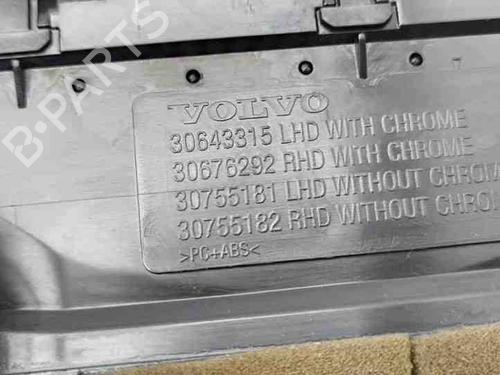 VOLVO
30643315 LHD WITH CHROME
30676292 RHD WITH CHROME
30755181 LHD WITHOUT CHROM
30755182 RHD WITHOUT CHROM
>PC+ABS<
B-PARTS